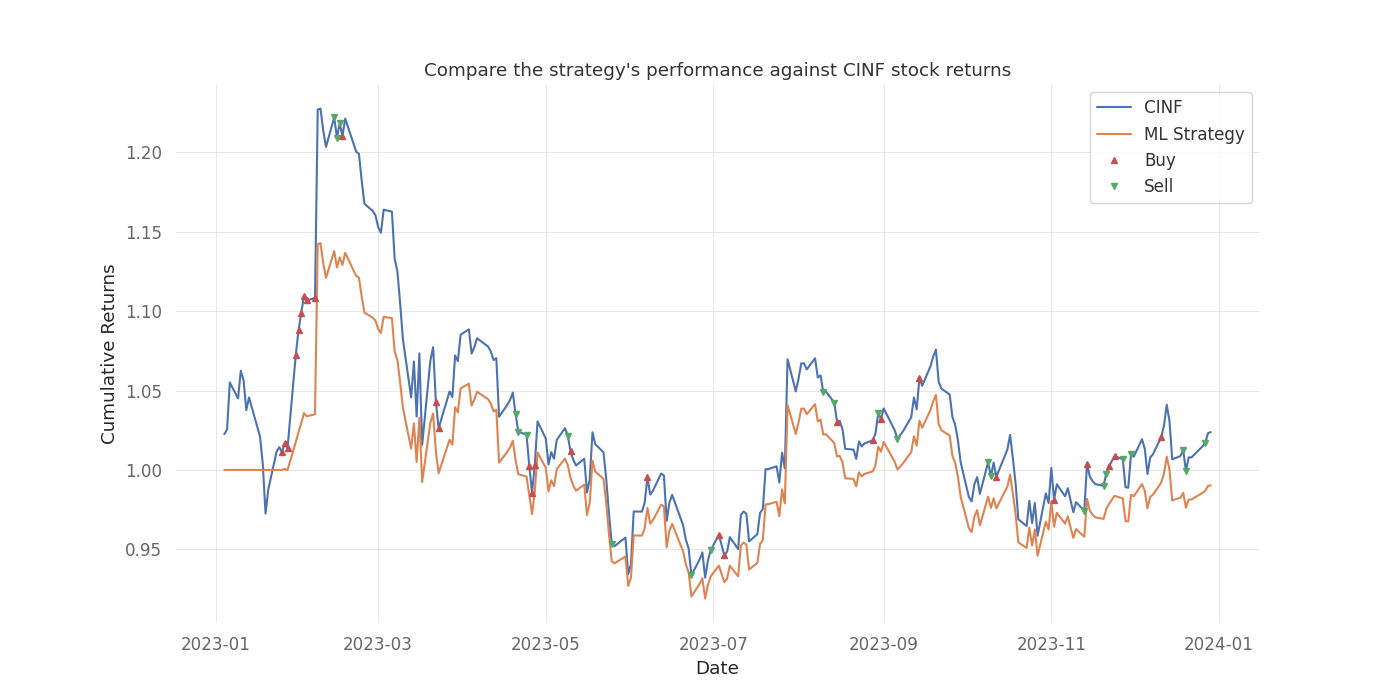 Compare the strategy's performance against CINF stock returns
CINF
ML Strategy
Buy
Sell
1.20
1.15
1.10
1.05
1.00
0.95
Cumulative Returns
2023-01
2023-03
2023-05
2023-07
2023-09
2023-11
2024-01
Date